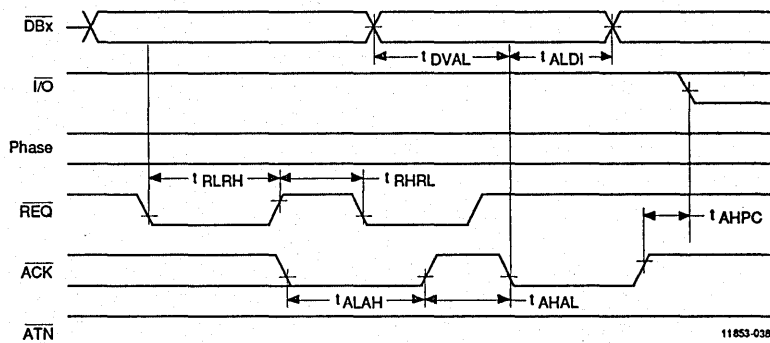 DBx
t DVAL
t ALDI
I/O
Phase
t RLRH
t RHRL
REQ
t AHPC
ACK
t ALAH
t AHAL
ATN
11853-038